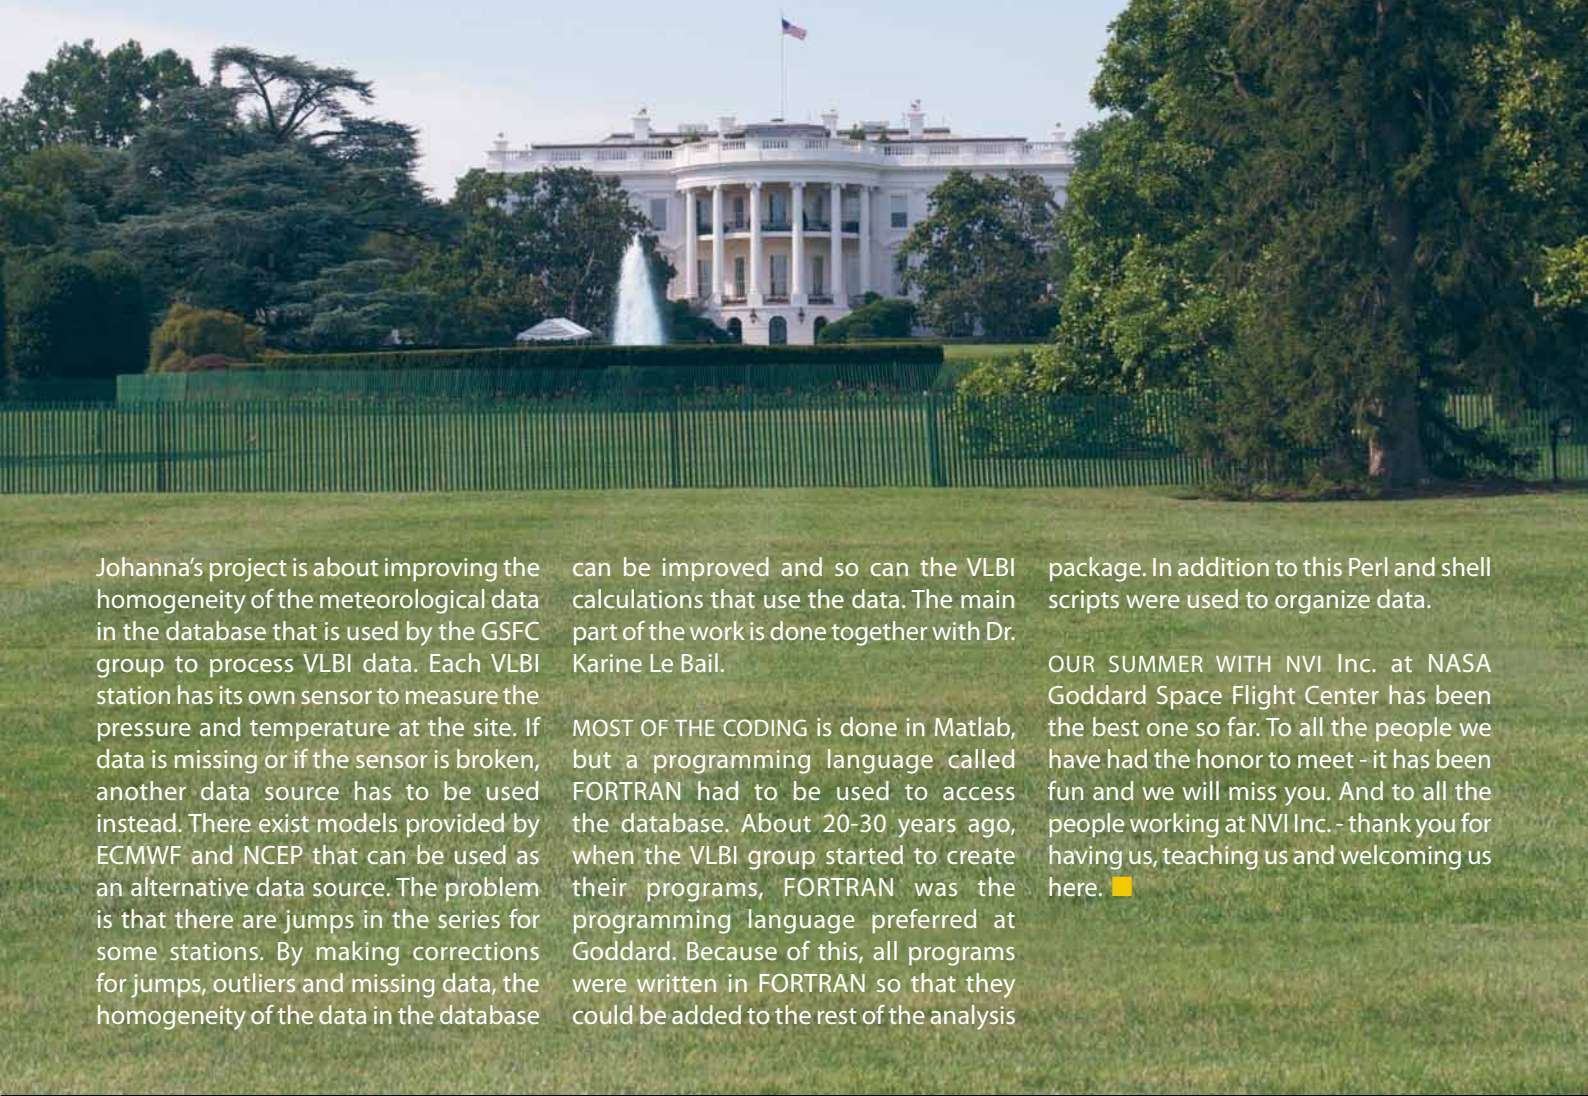 Johanna's project is about improving the
homogeneity of the meteorological data
in the database that is used by the GSFC
group to process VLBI data. Each VLBI
station has its own sensor to measure the
pressure and temperature at the site. If
data is missing or if the sensor is broken,
another data source has to be used
instead. There exist models provided by
ECMWF and NCEP that can be used as
an alternative data source. The problem
is that there are jumps in the series for
some stations. By making corrections
for jumps, outliers and missing data, the
homogeneity of the data in the database
can be improved and so can the VLBI
calculations that use the data. The main
part of the work is done together with Dr.
Karine Le Bail.
MOST OF THE CODING is done in Matlab,
but a programming language called
FORTRAN had to be used to access
the database. About 20-30 years ago,
when the VLBI group started to create
their programs, FORTRAN was the
programming language preferred at
Goddard. Because of this, all programs
were written in FORTRAN so that they
could be added to the rest of the analysis
package. In addition to this Perl and shell
scripts were used to organize data.
OUR SUMMER WITH NVI Inc. at NASA
Goddard Space Flight Center has been
the best one so far. To all the people we
have had the honor to meet - it has been
fun and we will miss you. And to all the
people working at NVI Inc. - thank you for
having us, teaching us and welcoming us
here.